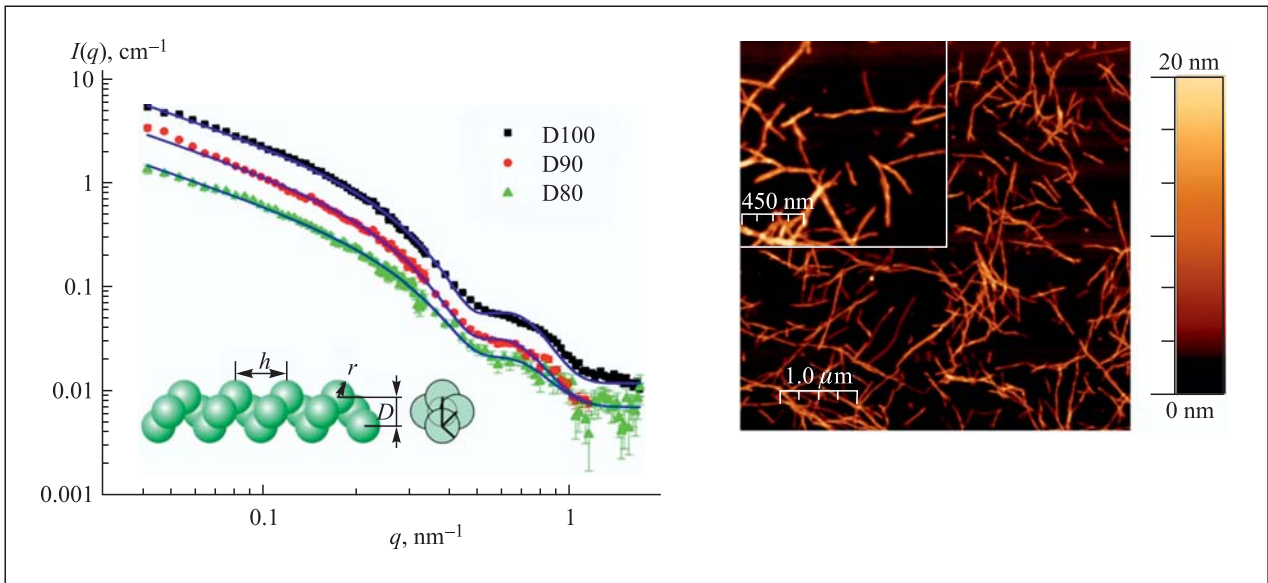 I(q), cm⁻¹
10
1
0.1
0.01
0.001
D100
D90
D80
h
r
D
0.1
1
q, nm⁻¹
450 nm
1.0 μm
20 nm
0 nm